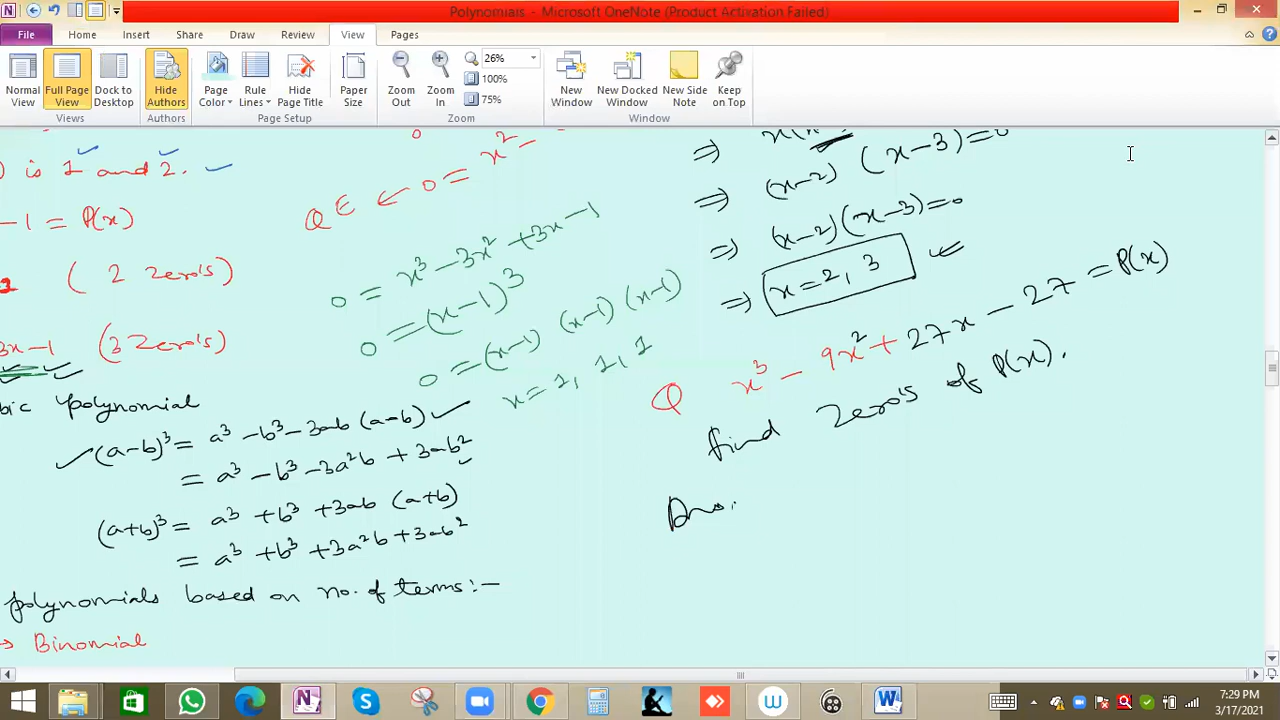 Polynomials - Microsoft OneNote (Product Activation Failed)
File Home Insert Share Draw Review View Pages
Normal View
Full Page View
Dock to Desktop
Views
Hide Authors
Authors
Page Color
Rule Lines
Hide Page Title
Paper Size
Page Setup
Zoom Out
Zoom In
26%
100%
75%
Zoom
New Window
New Docked Window
New Side Note
Keep on Top
Window
) is 1 and 2.
-1 = P(x)
( 2 Zero's)
3x-1 (3 Zero's)
bic polynomial
(a-b)³ = a³ - b³ - 3ab (a-b)
= a³ - b³ - 3a²b + 3ab²
(a+b)³ = a³ + b³ + 3ab (a+b)
= a³ + b³ + 3a²b + 3ab²
polynomials based on no. of terms:-
→ Binomial
0 = x² -
0 = x³ - 3x² + 3x - 1
0 = (x-1)³
0 = (x-1) (x-1) (x-1)
x = 1, 1, 1
⇒ (x-2) (x-3) = 0
⇒ (x-2)(x-3) = 0
⇒ x = 2, 3
Q x³ - 9x² + 27x - 27 = P(x)
find Zero's of P(x).
Ans.
7:29 PM
3/17/2021